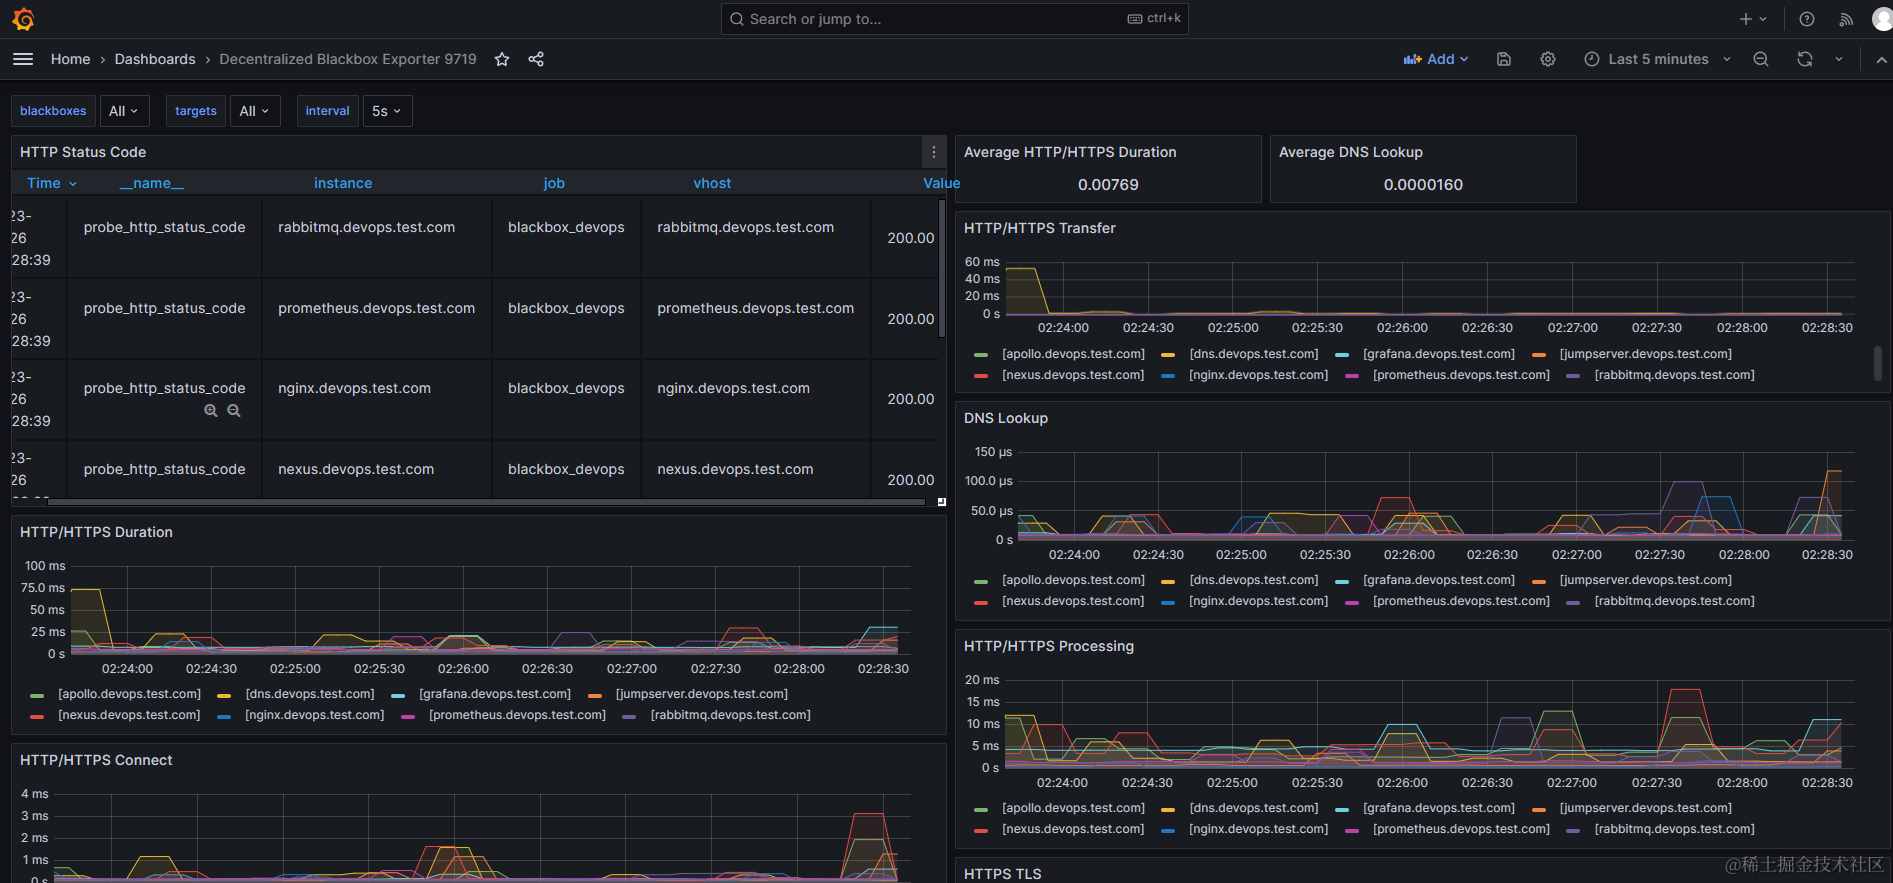 Search or jump to...
ctrl+k
Home › Dashboards › Decentralized Blackbox Exporter 9719
Add
Last 5 minutes
blackboxes All targets All interval 5s
HTTP Status Code
Time __name__ instance job vhost Value
23-
26
28:39
probe_http_status_code rabbitmq.devops.test.com blackbox_devops rabbitmq.devops.test.com 200.00
23-
26
28:39
probe_http_status_code prometheus.devops.test.com blackbox_devops prometheus.devops.test.com 200.00
23-
26
28:39
probe_http_status_code nginx.devops.test.com blackbox_devops nginx.devops.test.com 200.00
23-
26
probe_http_status_code nexus.devops.test.com blackbox_devops nexus.devops.test.com 200.00
HTTP/HTTPS Duration
100 ms
75.0 ms
50 ms
25 ms
0 s
02:24:00 02:24:30 02:25:00 02:25:30 02:26:00 02:26:30 02:27:00 02:27:30 02:28:00 02:28:30
[apollo.devops.test.com] [dns.devops.test.com] [grafana.devops.test.com] [jumpserver.devops.test.com]
[nexus.devops.test.com] [nginx.devops.test.com] [prometheus.devops.test.com] [rabbitmq.devops.test.com]
HTTP/HTTPS Connect
4 ms
3 ms
2 ms
1 ms
0 s
Average HTTP/HTTPS Duration
0.00769
Average DNS Lookup
0.0000160
HTTP/HTTPS Transfer
60 ms
40 ms
20 ms
0 s
02:24:00 02:24:30 02:25:00 02:25:30 02:26:00 02:26:30 02:27:00 02:27:30 02:28:00 02:28:30
[apollo.devops.test.com] [dns.devops.test.com] [grafana.devops.test.com] [jumpserver.devops.test.com]
[nexus.devops.test.com] [nginx.devops.test.com] [prometheus.devops.test.com] [rabbitmq.devops.test.com]
DNS Lookup
150 µs
100.0 µs
50.0 µs
0 s
02:24:00 02:24:30 02:25:00 02:25:30 02:26:00 02:26:30 02:27:00 02:27:30 02:28:00 02:28:30
[apollo.devops.test.com] [dns.devops.test.com] [grafana.devops.test.com] [jumpserver.devops.test.com]
[nexus.devops.test.com] [nginx.devops.test.com] [prometheus.devops.test.com] [rabbitmq.devops.test.com]
HTTP/HTTPS Processing
20 ms
15 ms
10 ms
5 ms
0 s
02:24:00 02:24:30 02:25:00 02:25:30 02:26:00 02:26:30 02:27:00 02:27:30 02:28:00 02:28:30
[apollo.devops.test.com] [dns.devops.test.com] [grafana.devops.test.com] [jumpserver.devops.test.com]
[nexus.devops.test.com] [nginx.devops.test.com] [prometheus.devops.test.com] [rabbitmq.devops.test.com]
HTTPS TLS
@稀土掘金技术社区